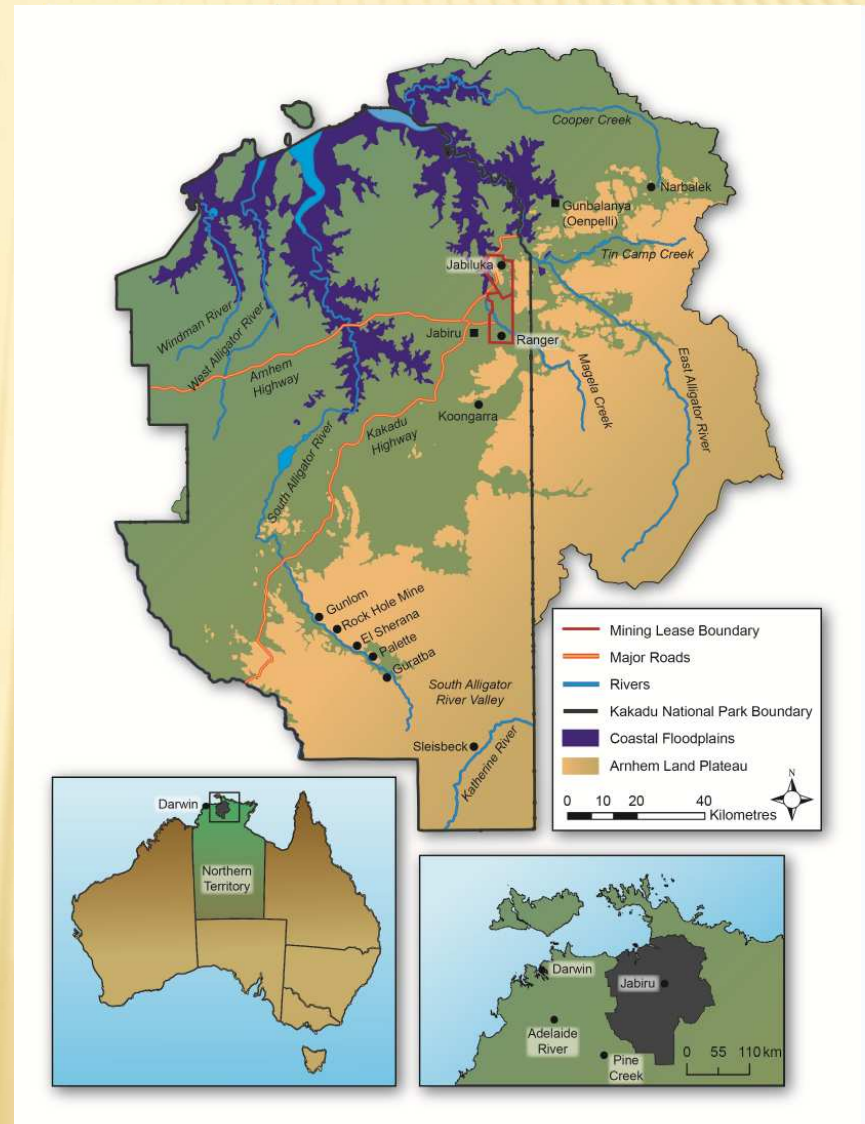 Cooper Creek
Narbalek
Gunbalanya
(Oenpelli)
Tin Camp Creek
Jabiluka
Windman River
West Alligator River
Arnhem
Highway
Jabiru
Ranger
Magela
Creek
East Alligator
River
Koongarra
Kakadu
Highway
South Alligator River
Gunlom
Rock Hole Mine
El Sherana
Palette
Guratba
South Alligator
River Valley
Sleisbeck
Katherine River
Mining Lease Boundary
Major Roads
Rivers
Kakadu National Park Boundary
Coastal Floodplains
Arnhem Land Plateau
N
0 10 20 40
Kilometres
Darwin
Northern
Territory
Darwin
Jabiru
Adelaide
River
Pine
Creek
0 55 110 km